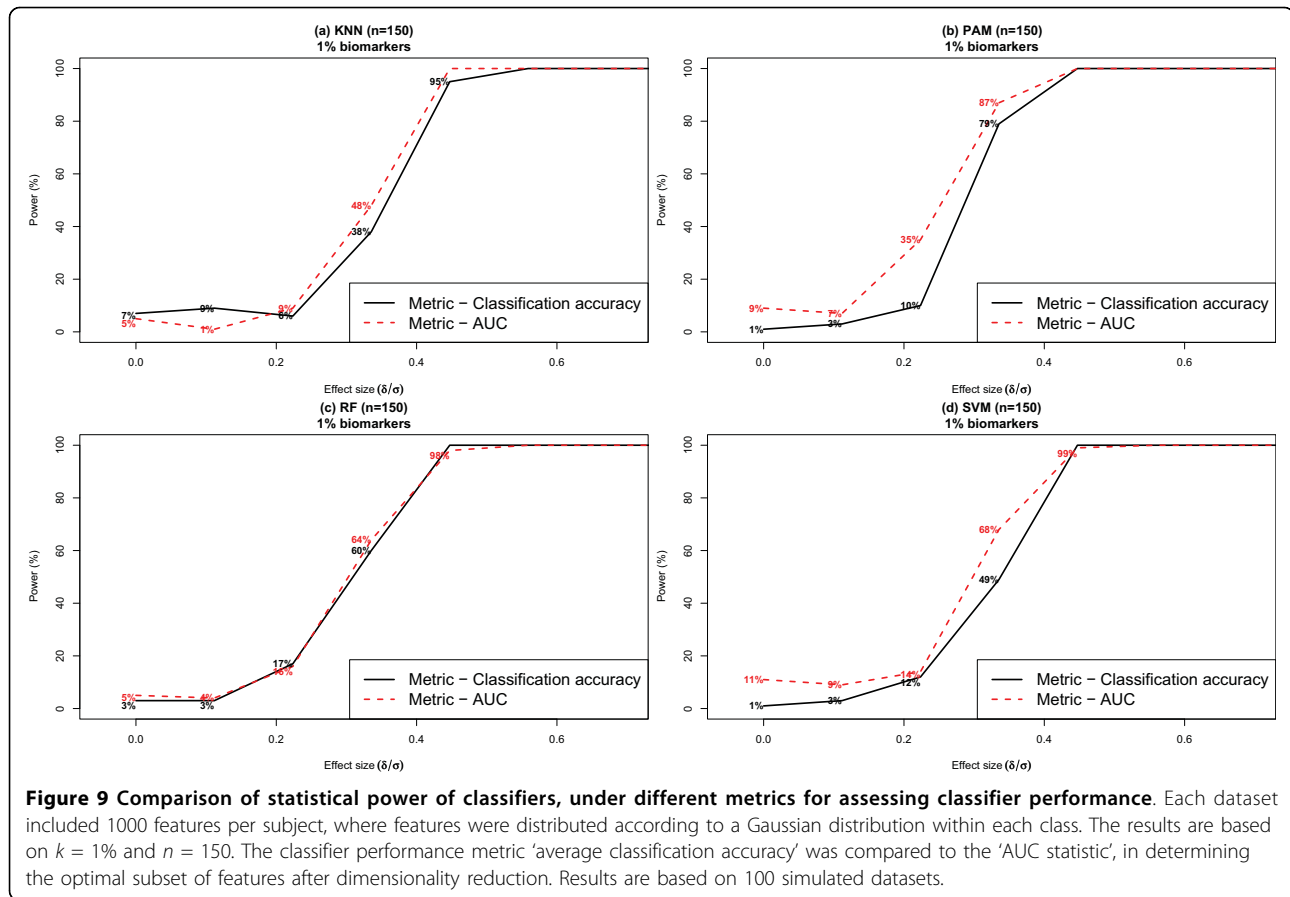 (a) KNN (n=150)
1% biomarkers
Power (%)
100
80
60
40
20
0
7%
5%
9%
1%
9%
6%
48%
38%
95%
Metric − Classification accuracy
Metric − AUC
0.0 0.2 0.4 0.6
Effect size (δ/σ)
(b) PAM (n=150)
1% biomarkers
Power (%)
100
80
60
40
20
0
9%
1%
7%
3%
35%
10%
87%
79%
Metric − Classification accuracy
Metric − AUC
0.0 0.2 0.4 0.6
Effect size (δ/σ)
(c) RF (n=150)
1% biomarkers
Power (%)
100
80
60
40
20
0
5%
3%
4%
3%
17%
64%
60%
98%
Metric − Classification accuracy
Metric − AUC
0.0 0.2 0.4 0.6
Effect size (δ/σ)
(d) SVM (n=150)
1% biomarkers
Power (%)
100
80
60
40
20
0
11%
1%
9%
3%
14%
12%
68%
49%
99%
Metric − Classification accuracy
Metric − AUC
0.0 0.2 0.4 0.6
Effect size (δ/σ)
Figure 9 Comparison of statistical power of classifiers, under different metrics for assessing classifier performance. Each dataset
included 1000 features per subject, where features were distributed according to a Gaussian distribution within each class. The results are based
on k = 1% and n = 150. The classifier performance metric ‘average classification accuracy’ was compared to the ‘AUC statistic’, in determining
the optimal subset of features after dimensionality reduction. Results are based on 100 simulated datasets.